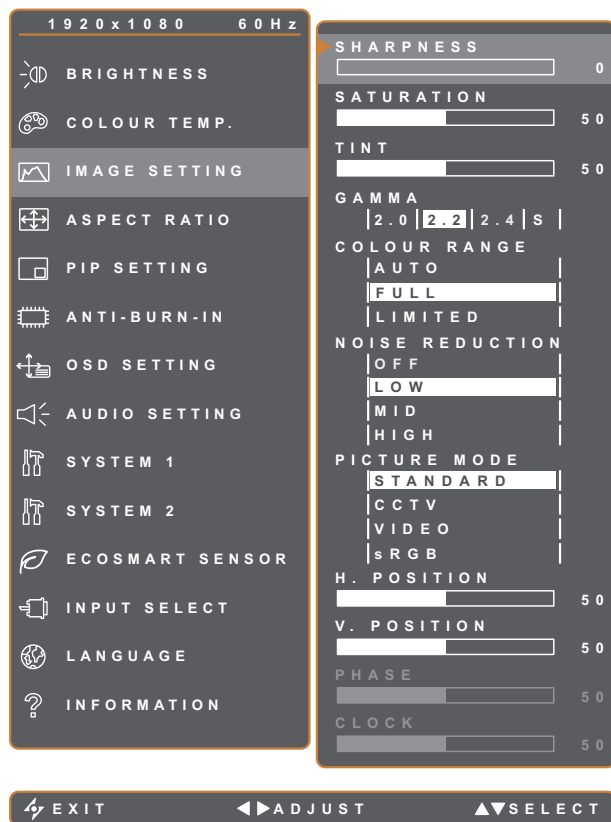 1920x1080 60Hz
BRIGHTNESS
COLOUR TEMP.
IMAGE SETTING
ASPECT RATIO
PIP SETTING
ANTI-BURN-IN
OSD SETTING
AUDIO SETTING
SYSTEM 1
SYSTEM 2
ECOSMART SENSOR
INPUT SELECT
LANGUAGE
INFORMATION
SHARPNESS
0
SATURATION
50
TINT
50
GAMMA
2.0 2.2 2.4 S
COLOUR RANGE
AUTO
FULL
LIMITED
NOISE REDUCTION
OFF
LOW
MID
HIGH
PICTURE MODE
STANDARD
CCTV
VIDEO
sRGB
H. POSITION
50
V. POSITION
50
PHASE
50
CLOCK
50
EXIT ADJUST SELECT